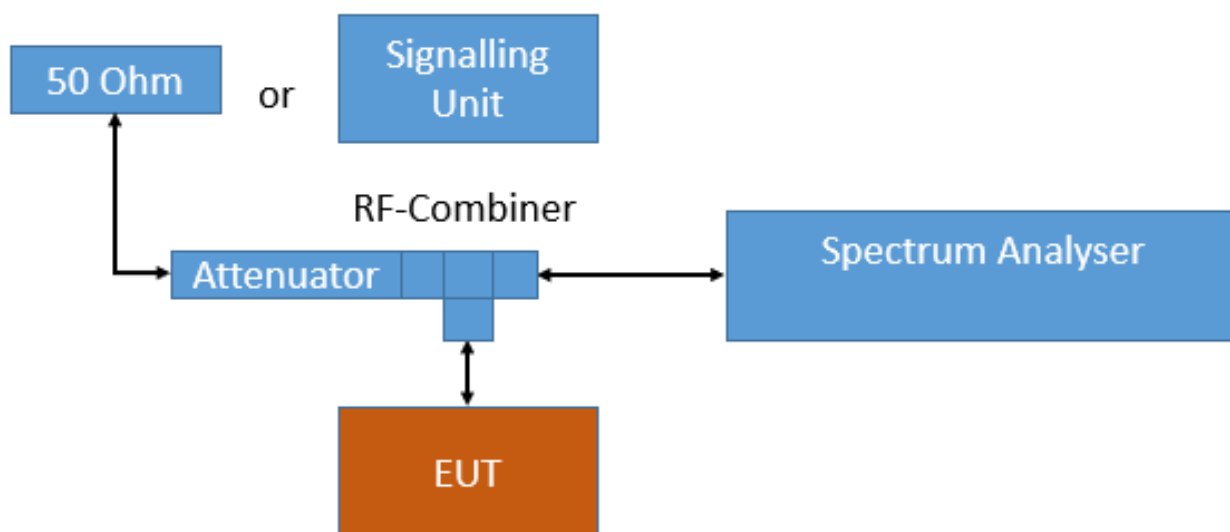 50 Ohm
or
Signalling
Unit
RF-Combiner
Attenuator
Spectrum Analyser
EUT